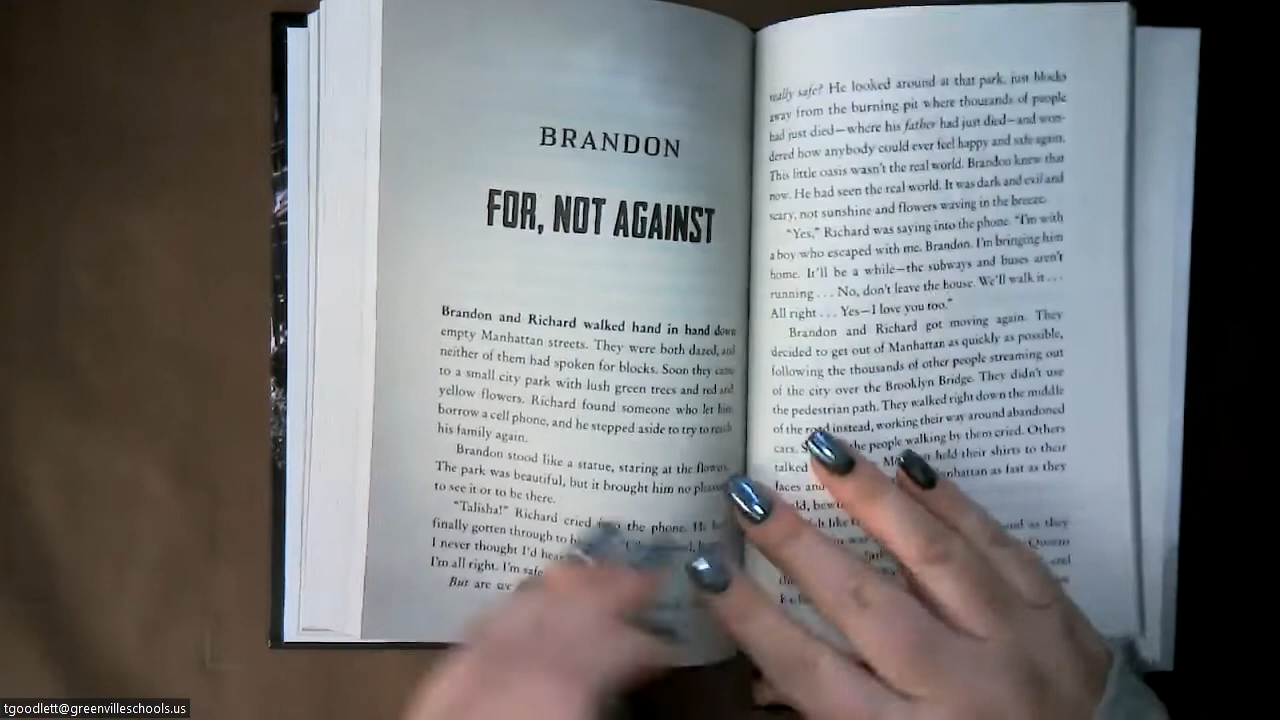 BRANDON
FOR, NOT AGAINST
Brandon and Richard walked hand in hand down
empty Manhattan streets. They were both dazed, and
neither of them had spoken for blocks. Soon they came
to a small city park with lush green trees and red and
yellow flowers. Richard found someone who let him
borrow a cell phone, and he stepped aside to try to reach
his family again.
Brandon stood like a statue, staring at the flowers.
The park was beautiful, but it brought him no pleasure
to see it or to be there.
“Talisha!” Richard cried into the phone. He
finally gotten through to
I never thought I’d hear
I’m all right. I’m safe
But are we
really safe? He looked around at that park, just blocks
away from the burning pit where thousands of people
had just died—where his father had just died—and won-
dered how anybody could ever feel happy and safe again.
This little oasis wasn’t the real world. Brandon knew that
now. He had seen the real world. It was dark and evil and
scary, not sunshine and flowers waving in the breeze.
“Yes,” Richard was saying into the phone. “I’m with
a boy who escaped with me. Brandon. I’m bringing him
home. It’ll be a while—the subways and buses aren’t
running . . . No, don’t leave the house. We’ll walk it . . .
All right . . . Yes—I love you too.”
Brandon and Richard got moving again. They
decided to get out of Manhattan as quickly as possible,
following the thousands of other people streaming out
of the city over the Brooklyn Bridge. They didn’t use
the pedestrian path. They walked right down the middle
of the road instead, working their way around abandoned
cars. the people walking by them cried. Others
talked held their shirts to their
faces and Manhattan as fast as they
felt like and as they
Queens
tgoodlett@greenvilleschools.us